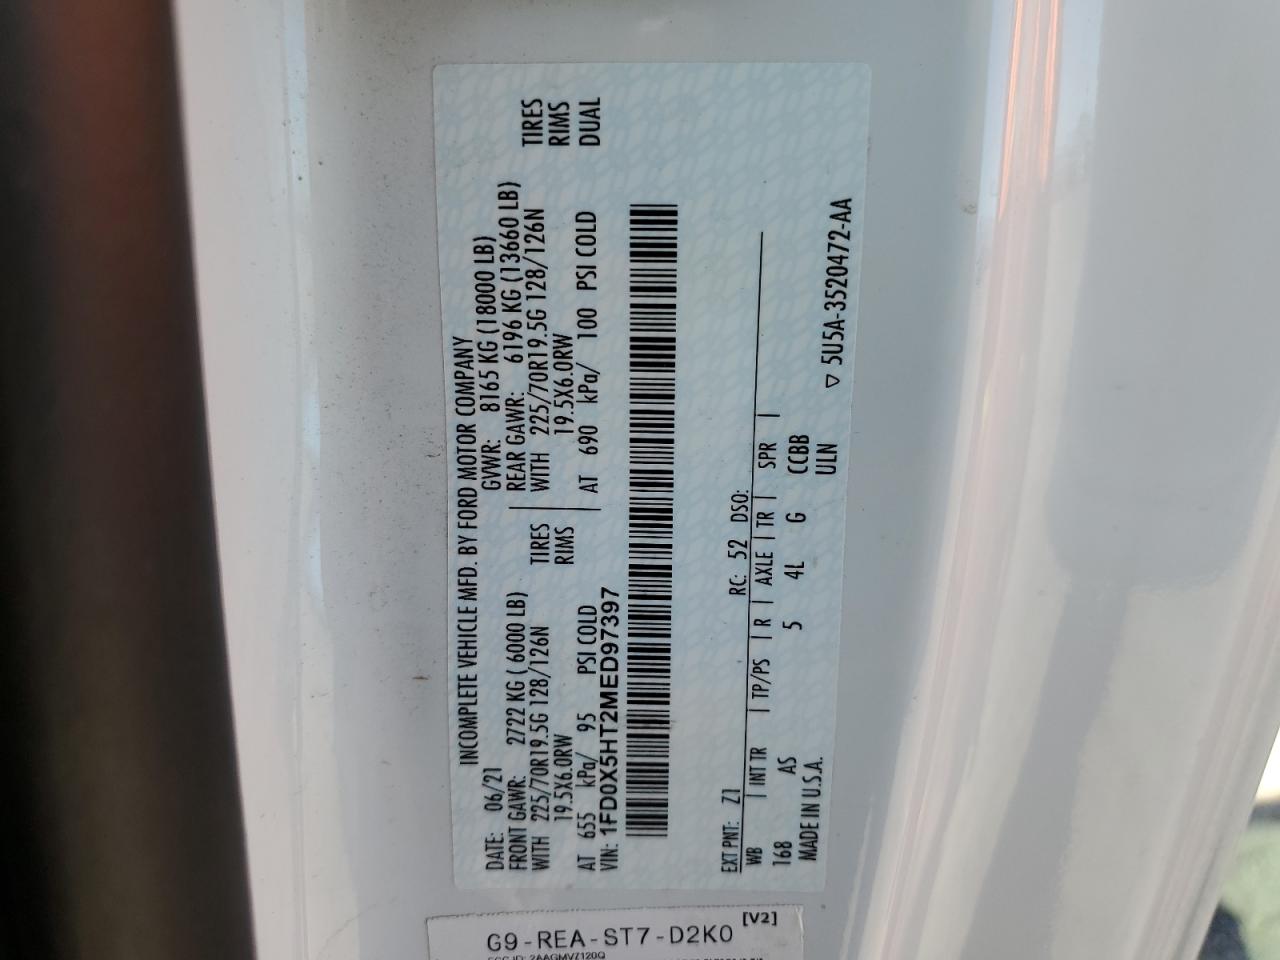 INCOMPLETE VEHICLE MFD. BY FORD MOTOR COMPANY
DATE: 06/21 GVWR: 8165 KG (18000 LB)
FRONT GAWR: 2722 KG ( 6000 LB) REAR GAWR: 6196 KG (13660 LB)
WITH 225/70R19.5G 128/126N TIRES WITH 225/70R19.5G 128/126N TIRES
19.5X6.0RW RIMS 19.5X6.0RW RIMS
AT 655 kPa/ 95 PSI COLD AT 690 kPa/ 100 PSI COLD DUAL
VIN: 1FD0X5HT2MED97397
EXT PNT: Z1 RC: 52 DSO:
WB | INT TR | TP/PS | R | AXLE | TR | SPR |
168 AS 5 4L G CCBB
MADE IN U.S.A. ULN
▽ 5U5A-3520472-AA
[V2]
G9-REA-ST7-D2K0
FCC ID: 2AAGMVZ120Q